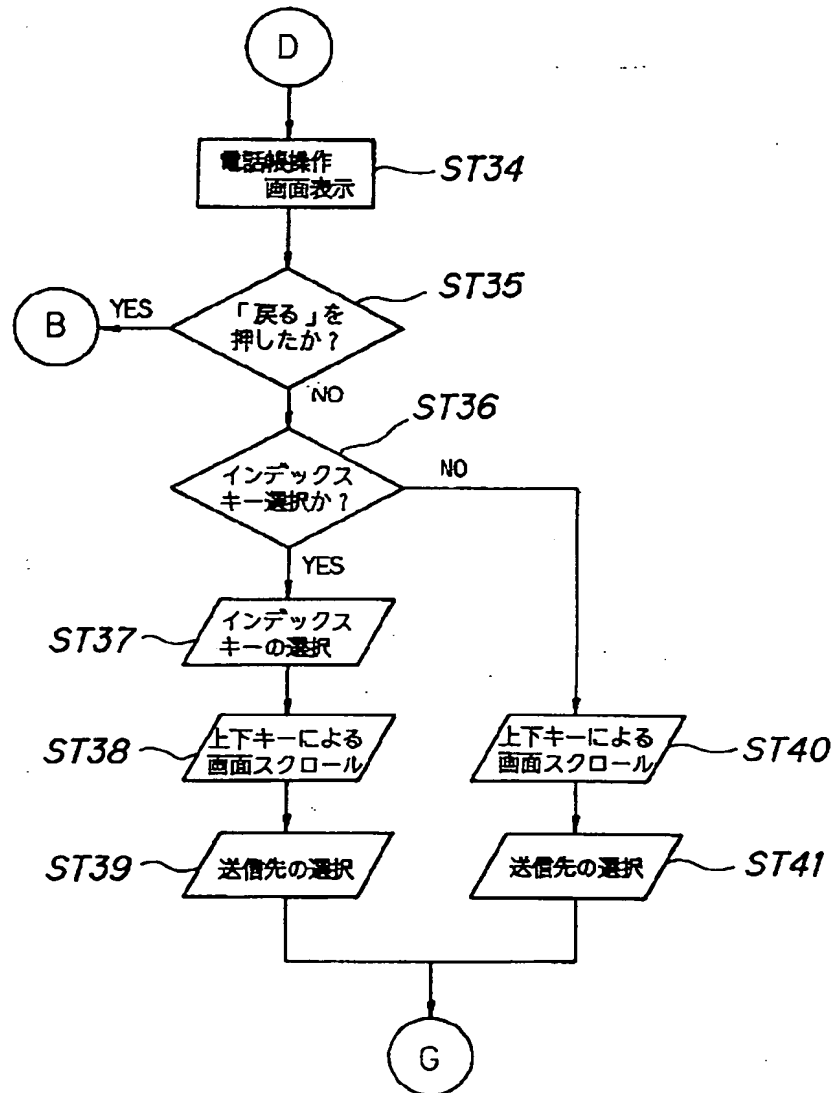 D
電話帳操作
画面表示
ST34
「戻る」を
押したか?
ST35
YES
B
NO
インデックス
キー選択か?
ST36
NO
YES
インデックス
キーの選択
ST37
上下キーによる
画面スクロール
ST38
上下キーによる
画面スクロール
ST40
送信先の選択
ST39
送信先の選択
ST41
G